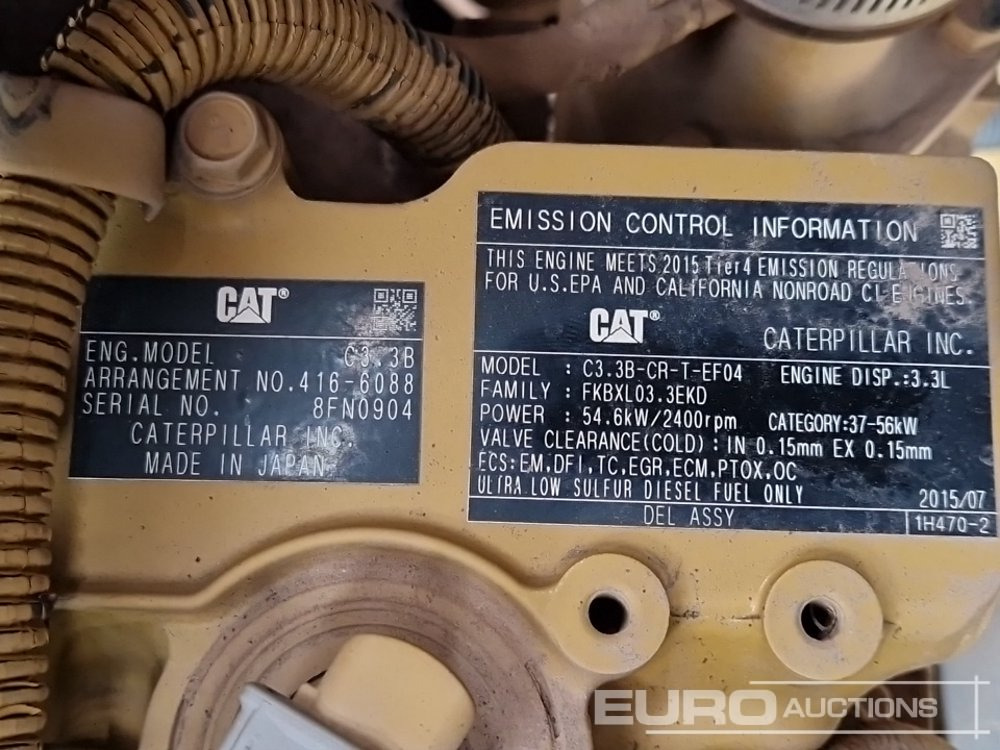 CAT®
ENG.MODEL C3.3B
ARRANGEMENT NO.416-6088
SERIAL NO. 8FN0904
CATERPILLAR INC.
MADE IN JAPAN
EMISSION CONTROL INFORMATION
THIS ENGINE MEETS 2015 Tier4 EMISSION REGULATIONS
FOR U.S.EPA AND CALIFORNIA NONROAD CI ENGINES.
CAT® CATERPILLAR INC.
MODEL : C3.3B-CR-T-EF04 ENGINE DISP.:3.3L
FAMILY : FKBXL03.3EKD
POWER : 54.6kW/2400rpm CATEGORY:37-56kW
VALVE CLEARANCE(COLD) : IN 0.15mm EX 0.15mm
ECS:EM,DFI,TC,EGR,ECM,PTOX,OC
ULTRA LOW SULFUR DIESEL FUEL ONLY 2015/07
DEL ASSY 1H470-2
EURO AUCTIONS